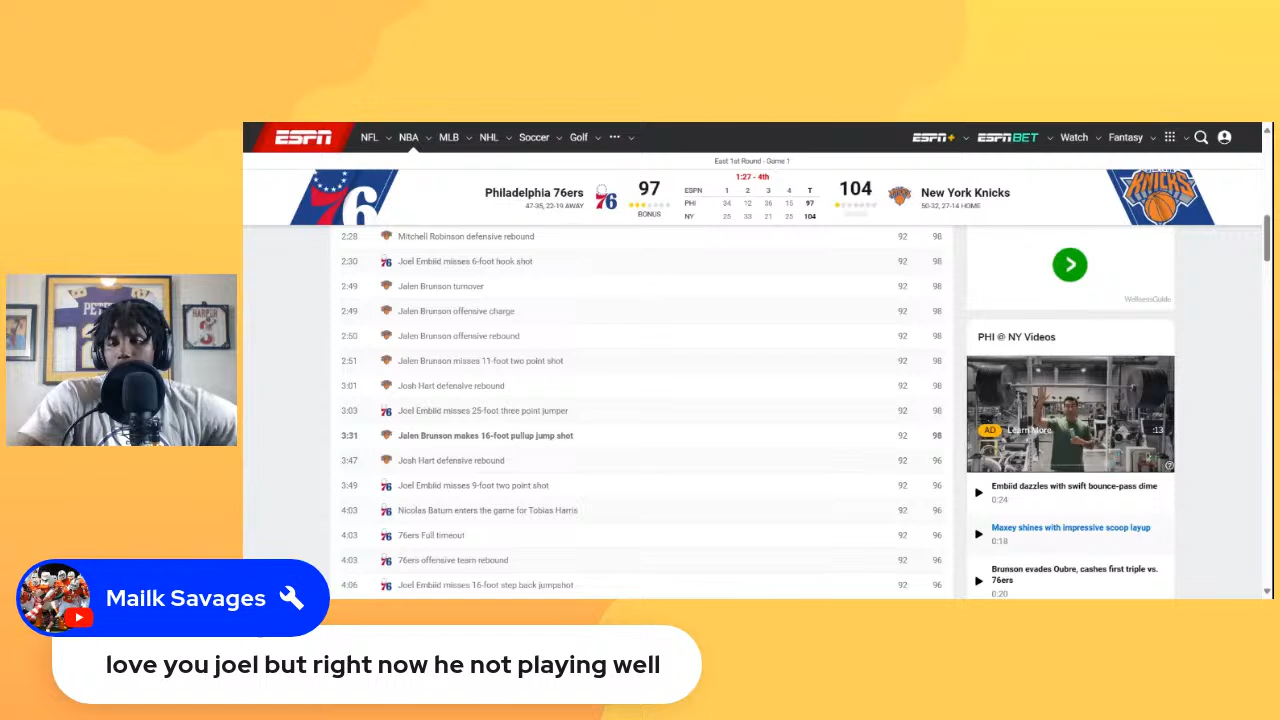 ESPN NFL NBA MLB NHL Soccer Golf ESPN+ ESPN BET Watch Fantasy
East 1st Round - Game 1
1:27 - 4th
Philadelphia 76ers
47-35, 22-19 AWAY
76
97
BONUS
ESPN 1 2 3 4 T
PHI 34 12 36 15 97
NY 25 33 21 25 104
104
KNICKS
New York Knicks
50-32, 27-14 HOME
2:28 Mitchell Robinson defensive rebound 92 98
2:30 Joel Embiid misses 6-foot hook shot 92 98
2:49 Jalen Brunson turnover 92 98
2:49 Jalen Brunson offensive charge 92 98
2:50 Jalen Brunson offensive rebound 92 98
2:51 Jalen Brunson misses 11-foot two point shot 92 98
3:01 Josh Hart defensive rebound 92 98
3:03 Joel Embiid misses 25-foot three point jumper 92 98
3:31 Jalen Brunson makes 16-foot pullup jump shot 92 98
3:47 Josh Hart defensive rebound 92 96
3:49 Joel Embiid misses 9-foot two point shot 92 96
4:03 Nicolas Batum enters the game for Tobias Harris 92 96
4:03 76ers Full timeout 92 96
4:03 76ers offensive team rebound 92 96
4:06 Joel Embiid misses 16-foot step back jumpshot 92 96
WellnessGuide
PHI @ NY Videos
AD Learn More :13
Embiid dazzles with swift bounce-pass dime
0:24
Maxey shines with impressive scoop layup
0:18
Brunson evades Oubre, cashes first triple vs.
76ers
0:20
HARPER
Mailk Savages
love you joel but right now he not playing well